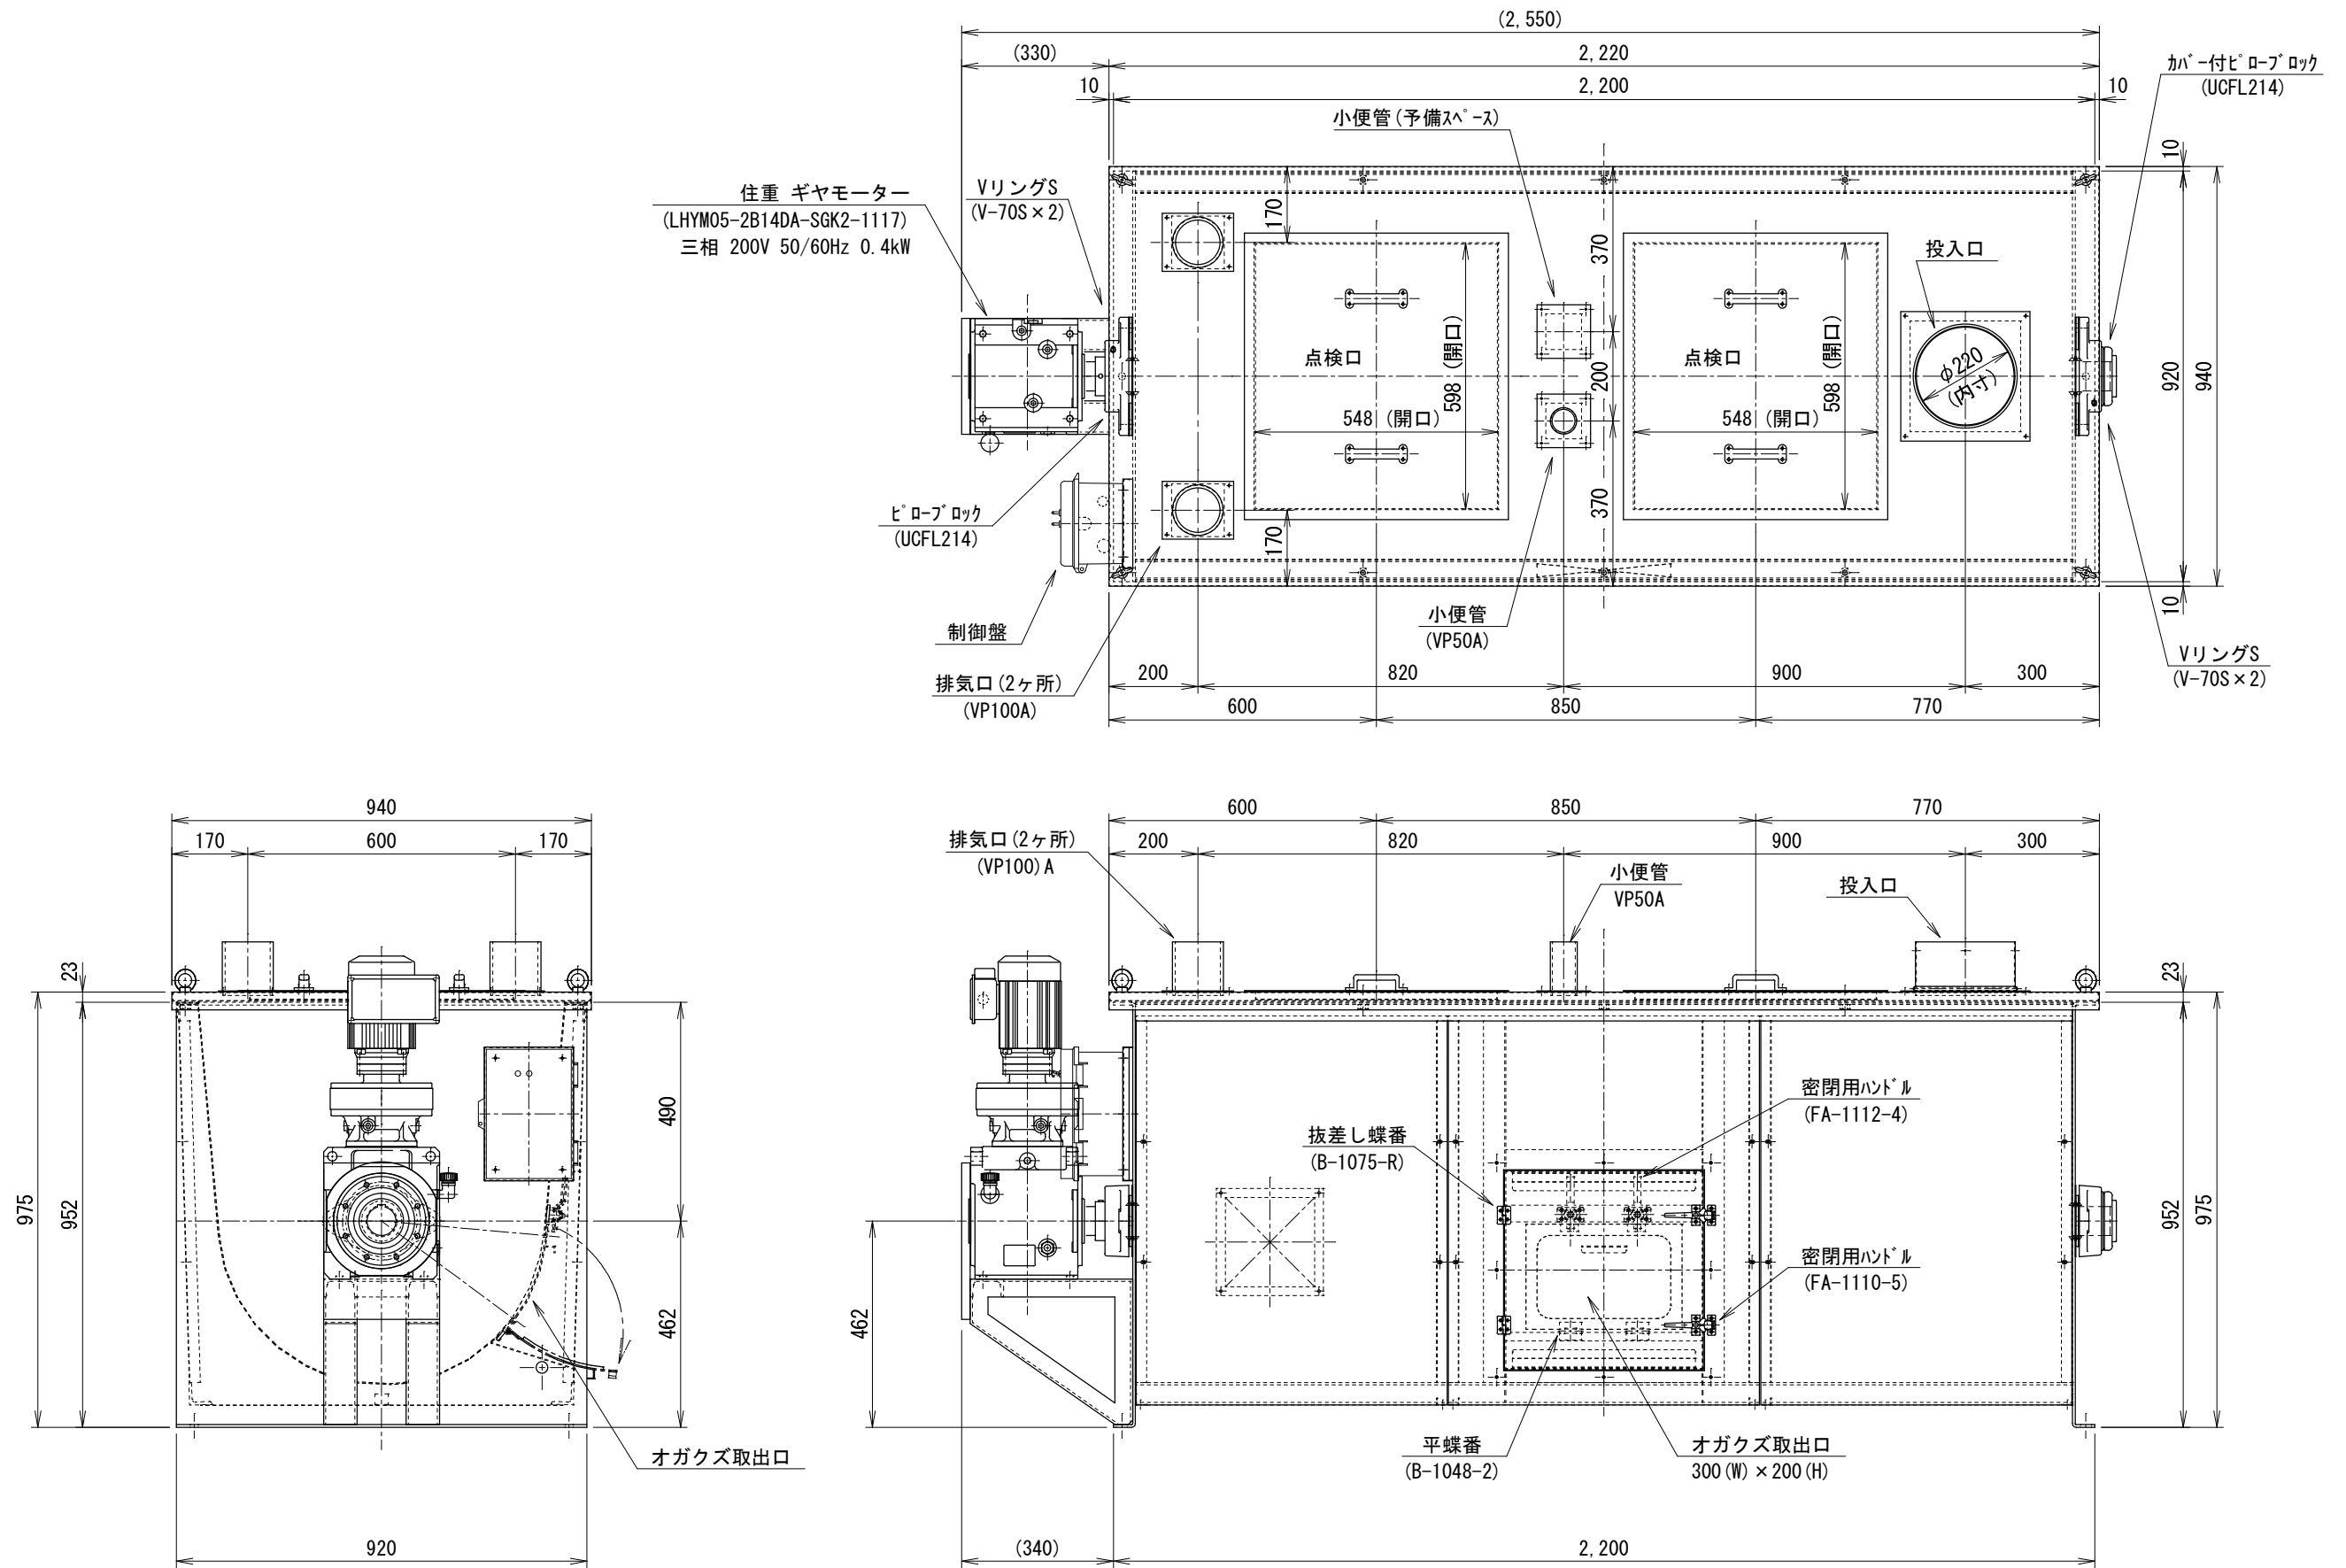 (2,550)
(330)
2,220
10
2,200
10
カバー付ピローブロック
(UCFL214)
小便管(予備スペース)
住重 ギヤモーター
(LHYM05-2B14DA-SGK2-1117)
三相 200V 50/60Hz 0.4kW
VリングS
(V-70S×2)
10
170
370
投入口
点検口
598 (開口)
200
点検口
598 (開口)
φ220
(内寸)
920
940
548 (開口)
548 (開口)
ピローブロック
(UCFL214)
170
370
10
制御盤
小便管
(VP50A)
VリングS
(V-70S×2)
排気口(2ヶ所)
(VP100A)
200
820
900
300
600
850
770
940
170
600
170
23
975
952
490
462
オガクズ取出口
920
600
850
770
排気口(2ヶ所)
(VP100)A
200
820
900
300
小便管
VP50A
投入口
23
密閉用ハンドル
(FA-1112-4)
抜差し蝶番
(B-1075-R)
952
975
密閉用ハンドル
(FA-1110-5)
462
平蝶番
(B-1048-2)
オガクズ取出口
300(W)×200(H)
(340)
2,200